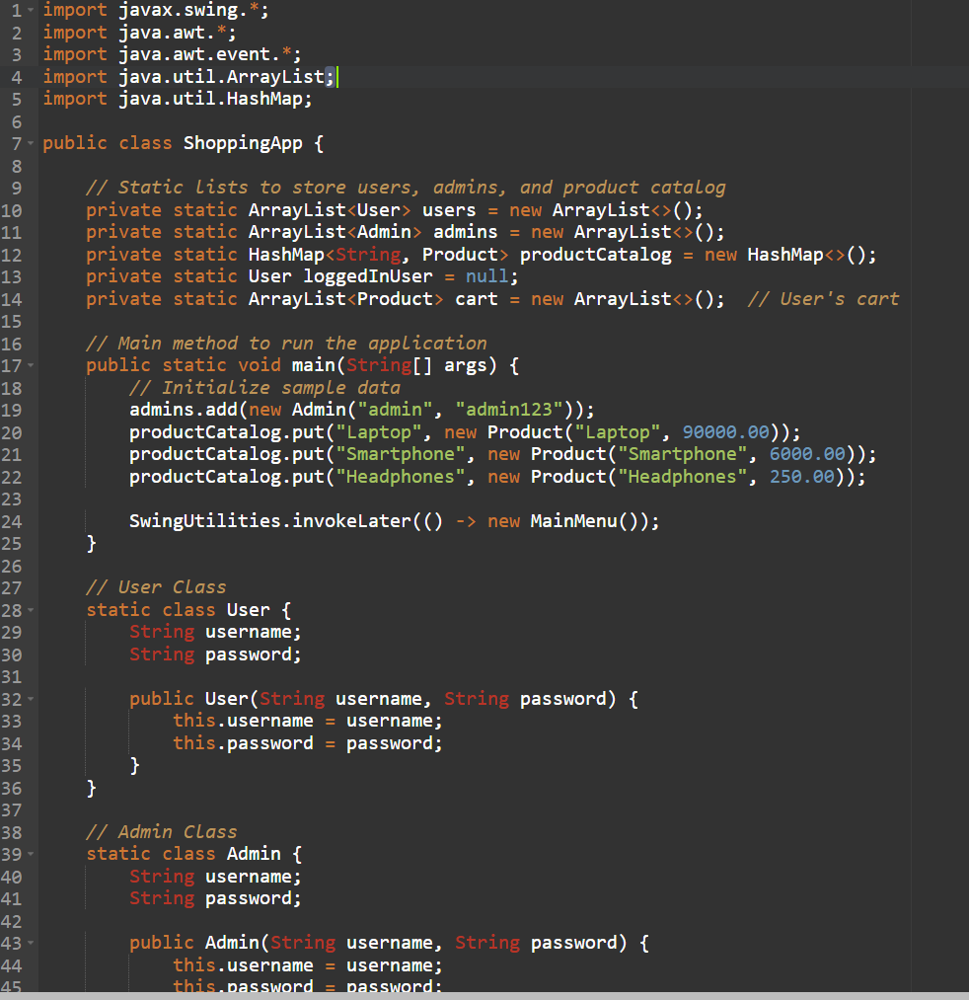 1 import javax.swing.*;
2 import java.awt.*;
3 import java.awt.event.*;
4 import java.util.ArrayList;
5 import java.util.HashMap;
6
7 public class ShoppingApp {
8
9     // Static lists to store users, admins, and product catalog
10     private static ArrayList<User> users = new ArrayList<>();
11     private static ArrayList<Admin> admins = new ArrayList<>();
12     private static HashMap<String, Product> productCatalog = new HashMap<>();
13     private static User loggedInUser = null;
14     private static ArrayList<Product> cart = new ArrayList<>();  // User's cart
15
16     // Main method to run the application
17     public static void main(String[] args) {
18         // Initialize sample data
19         admins.add(new Admin("admin", "admin123"));
20         productCatalog.put("Laptop", new Product("Laptop", 90000.00));
21         productCatalog.put("Smartphone", new Product("Smartphone", 6000.00));
22         productCatalog.put("Headphones", new Product("Headphones", 250.00));
23
24         SwingUtilities.invokeLater(() -> new MainMenu());
25     }
26
27     // User Class
28     static class User {
29         String username;
30         String password;
31
32         public User(String username, String password) {
33             this.username = username;
34             this.password = password;
35         }
36     }
37
38     // Admin Class
39     static class Admin {
40         String username;
41         String password;
42
43         public Admin(String username, String password) {
44             this.username = username;
45             this.password = password;